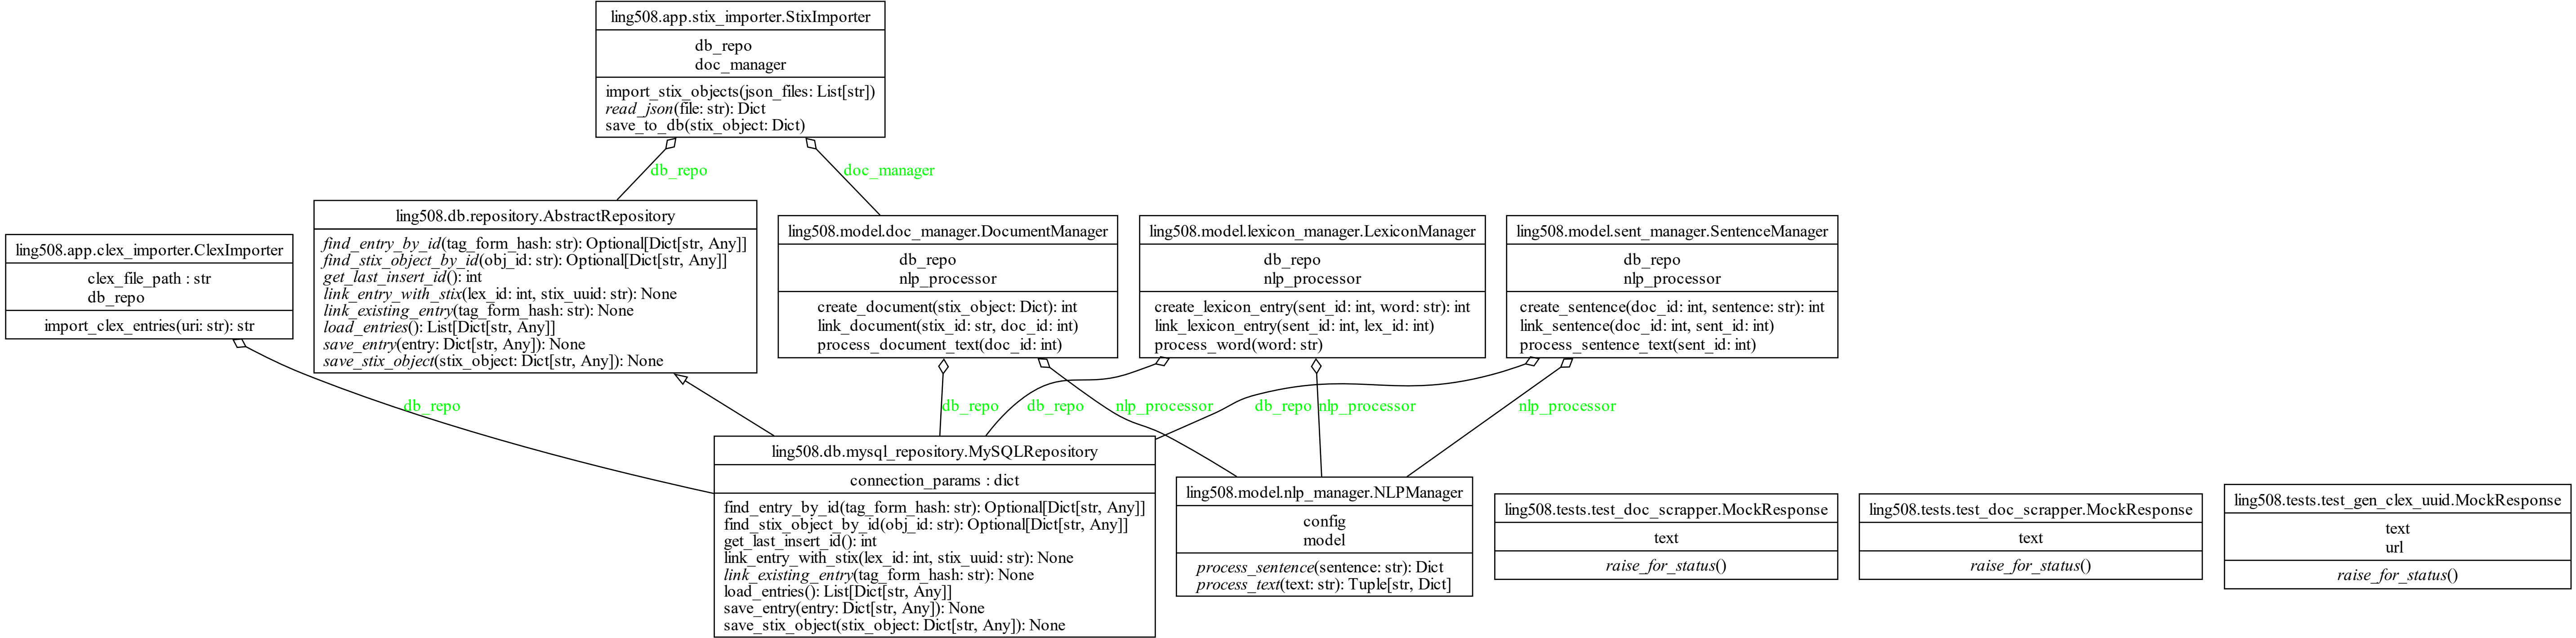 ling508.app.stix_importer.StixImporter
db_repo
doc_manager
import_stix_objects(json_files: List[str])
read_json(file: str): Dict
save_to_db(stix_object: Dict)
db_repo
doc_manager
ling508.app.clex_importer.ClexImporter
clex_file_path : str
db_repo
import_clex_entries(uri: str): str
ling508.db.repository.AbstractRepository
find_entry_by_id(tag_form_hash: str): Optional[Dict[str, Any]]
find_stix_object_by_id(obj_id: str): Optional[Dict[str, Any]]
get_last_insert_id(): int
link_entry_with_stix(lex_id: int, stix_uuid: str): None
link_existing_entry(tag_form_hash: str): None
load_entries(): List[Dict[str, Any]]
save_entry(entry: Dict[str, Any]): None
save_stix_object(stix_object: Dict[str, Any]): None
ling508.model.doc_manager.DocumentManager
db_repo
nlp_processor
create_document(stix_object: Dict): int
link_document(stix_id: str, doc_id: int)
process_document_text(doc_id: int)
ling508.model.lexicon_manager.LexiconManager
db_repo
nlp_processor
create_lexicon_entry(sent_id: int, word: str): int
link_lexicon_entry(sent_id: int, lex_id: int)
process_word(word: str)
ling508.model.sent_manager.SentenceManager
db_repo
nlp_processor
create_sentence(doc_id: int, sentence: str): int
link_sentence(doc_id: int, sent_id: int)
process_sentence_text(sent_id: int)
db_repo
db_repo
db_repo
nlp_processor
db_repo
nlp_processor
nlp_processor
ling508.db.mysql_repository.MySQLRepository
connection_params : dict
find_entry_by_id(tag_form_hash: str): Optional[Dict[str, Any]]
find_stix_object_by_id(obj_id: str): Optional[Dict[str, Any]]
get_last_insert_id(): int
link_entry_with_stix(lex_id: int, stix_uuid: str): None
link_existing_entry(tag_form_hash: str): None
load_entries(): List[Dict[str, Any]]
save_entry(entry: Dict[str, Any]): None
save_stix_object(stix_object: Dict[str, Any]): None
ling508.model.nlp_manager.NLPManager
config
model
process_sentence(sentence: str): Dict
process_text(text: str): Tuple[str, Dict]
ling508.tests.test_doc_scrapper.MockResponse
text
raise_for_status()
ling508.tests.test_doc_scrapper.MockResponse
text
raise_for_status()
ling508.tests.test_gen_clex_uuid.MockResponse
text
url
raise_for_status()